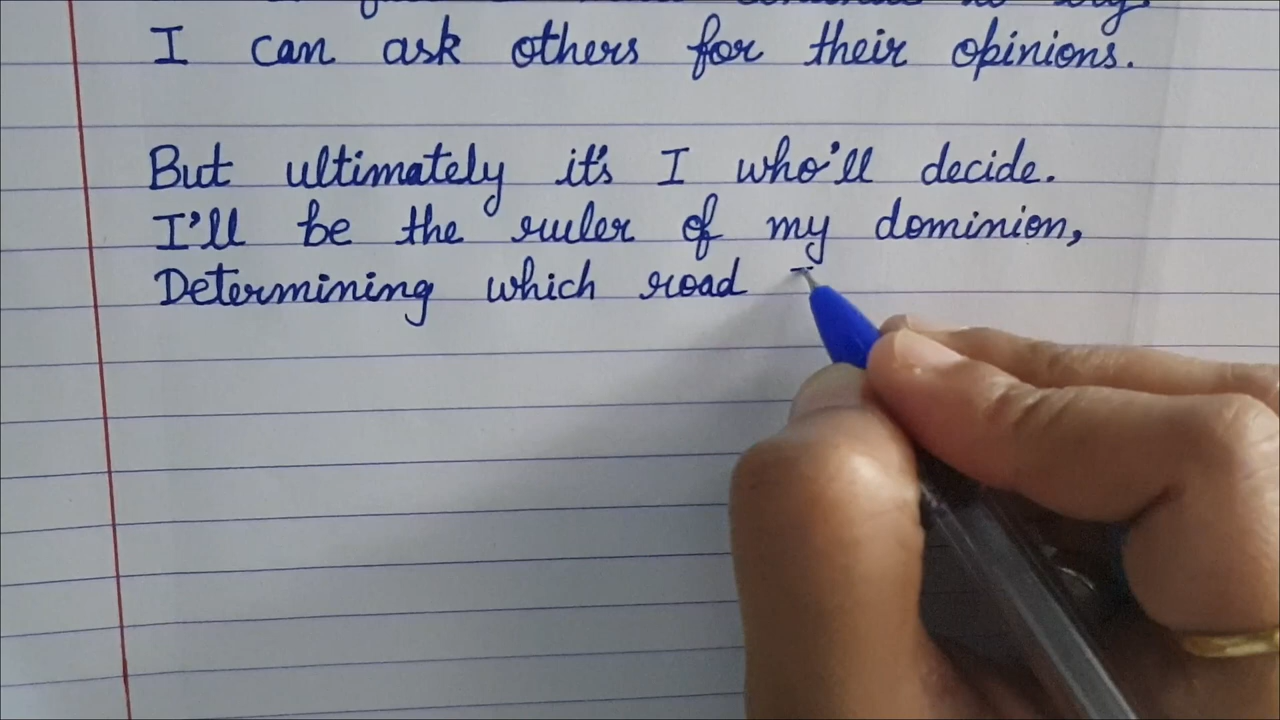 I can ask others for their opinions.
But ultimately it's I who'll decide.
I'll be the ruler of my dominion,
Determining which road